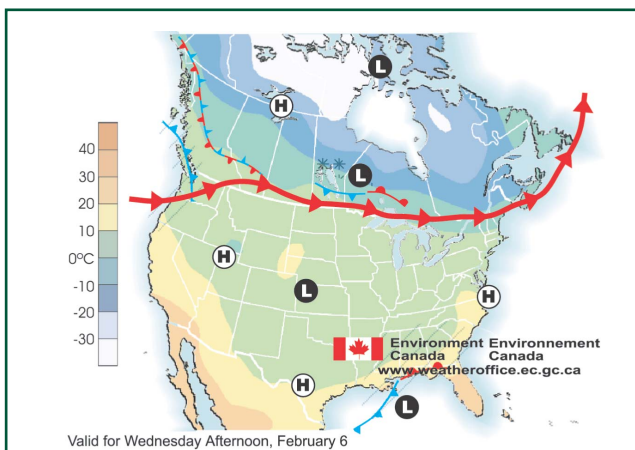 L
H
L
40
30
20
10
0ºC
-10
-20
-30
H
L
H
Environment Environnement
Canada Canada
www.weatheroffice.ec.gc.ca
H
L
Valid for Wednesday Afternoon, February 6